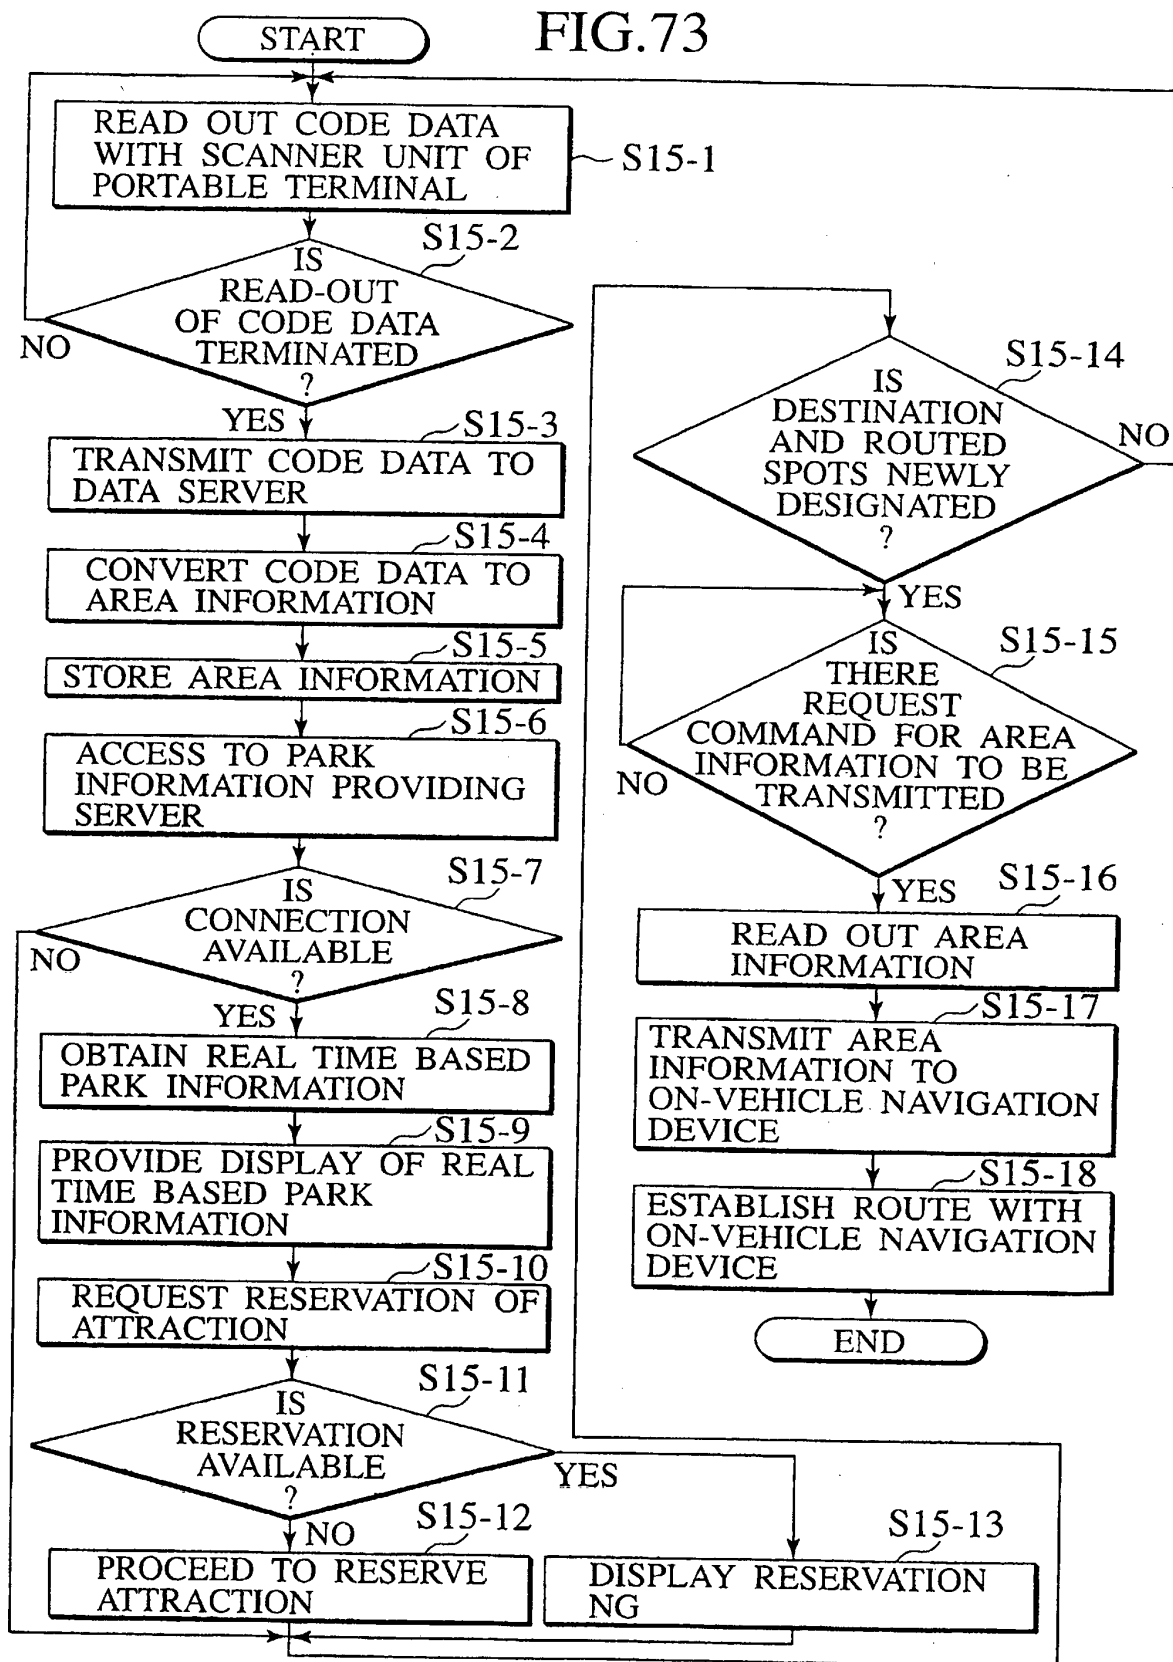 FIG.73
START
READ OUT CODE DATA
WITH SCANNER UNIT OF
PORTABLE TERMINAL
S15-1
S15-2
IS
READ-OUT
OF CODE DATA
TERMINATED
?
NO
YES
S15-3
TRANSMIT CODE DATA TO
DATA SERVER
S15-4
CONVERT CODE DATA TO
AREA INFORMATION
S15-5
STORE AREA INFORMATION
S15-6
ACCESS TO PARK
INFORMATION PROVIDING
SERVER
S15-7
IS
CONNECTION
AVAILABLE
?
NO
YES
S15-8
OBTAIN REAL TIME BASED
PARK INFORMATION
S15-9
PROVIDE DISPLAY OF REAL
TIME BASED PARK
INFORMATION
S15-10
REQUEST RESERVATION OF
ATTRACTION
S15-11
IS
RESERVATION
AVAILABLE
?
YES
NO
S15-12
PROCEED TO RESERVE
ATTRACTION
S15-13
DISPLAY RESERVATION
NG
S15-14
IS
DESTINATION
AND ROUTED
SPOTS NEWLY
DESIGNATED
?
NO
YES
S15-15
IS
THERE
REQUEST
COMMAND FOR AREA
INFORMATION TO BE
TRANSMITTED
?
NO
YES
S15-16
READ OUT AREA
INFORMATION
S15-17
TRANSMIT AREA
INFORMATION TO
ON-VEHICLE NAVIGATION
DEVICE
S15-18
ESTABLISH ROUTE WITH
ON-VEHICLE NAVIGATION
DEVICE
END